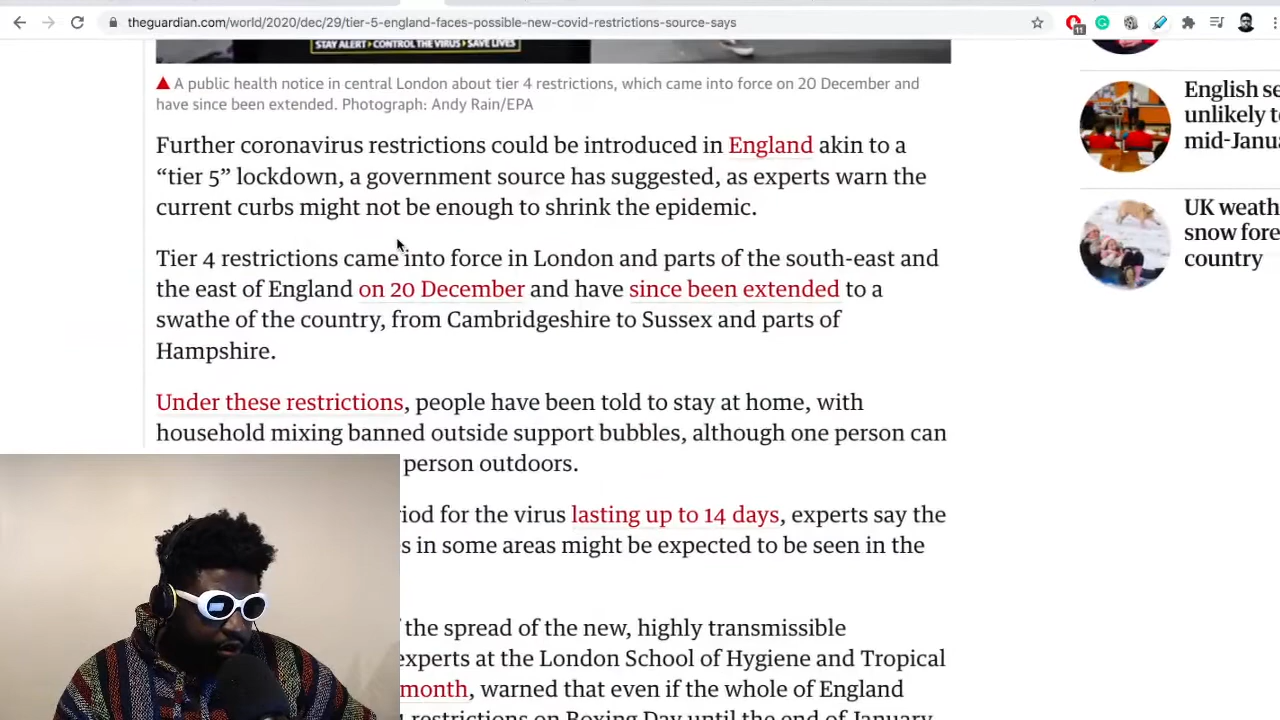 theguardian.com/world/2020/dec/29/tier-5-england-faces-possible-new-covid-restrictions-source-says
11
STAY ALERT›CONTROL THE VIRUS›SAVE LIVES
A public health notice in central London about tier 4 restrictions, which came into force on 20 December and
have since been extended. Photograph: Andy Rain/EPA
Further coronavirus restrictions could be introduced in England akin to a
“tier 5” lockdown, a government source has suggested, as experts warn the
current curbs might not be enough to shrink the epidemic.
Tier 4 restrictions came into force in London and parts of the south-east and
the east of England on 20 December and have since been extended to a
swathe of the country, from Cambridgeshire to Sussex and parts of
Hampshire.
Under these restrictions, people have been told to stay at home, with
household mixing banned outside support bubbles, although one person can
person outdoors.
for the virus lasting up to 14 days, experts say the
in some areas might be expected to be seen in the
the spread of the new, highly transmissible
experts at the London School of Hygiene and Tropical
month, warned that even if the whole of England
restrictions on Boxing Day until the end of January
English
unlikely
UK
snow
country